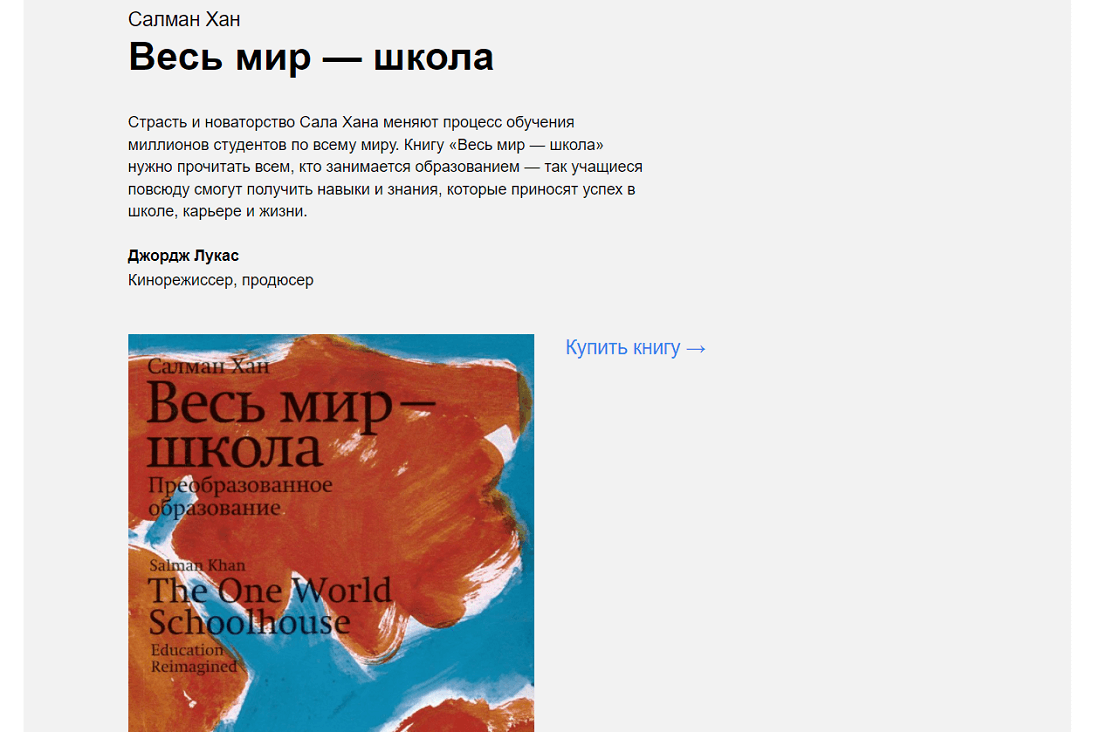 Салман Хан
Весь мир — школа
Страсть и новаторство Сала Хана меняют процесс обучения
миллионов студентов по всему миру. Книгу «Весь мир — школа»
нужно прочитать всем, кто занимается образованием — так учащиеся
повсюду смогут получить навыки и знания, которые приносят успех в
школе, карьере и жизни.
Джордж Лукас
Кинорежиссер, продюсер
Купить книгу →
Салман Хан
Весь мир –
школа
Преобразованное
образование
Salman Khan
The One World
Schoolhouse
Education
Reimagined